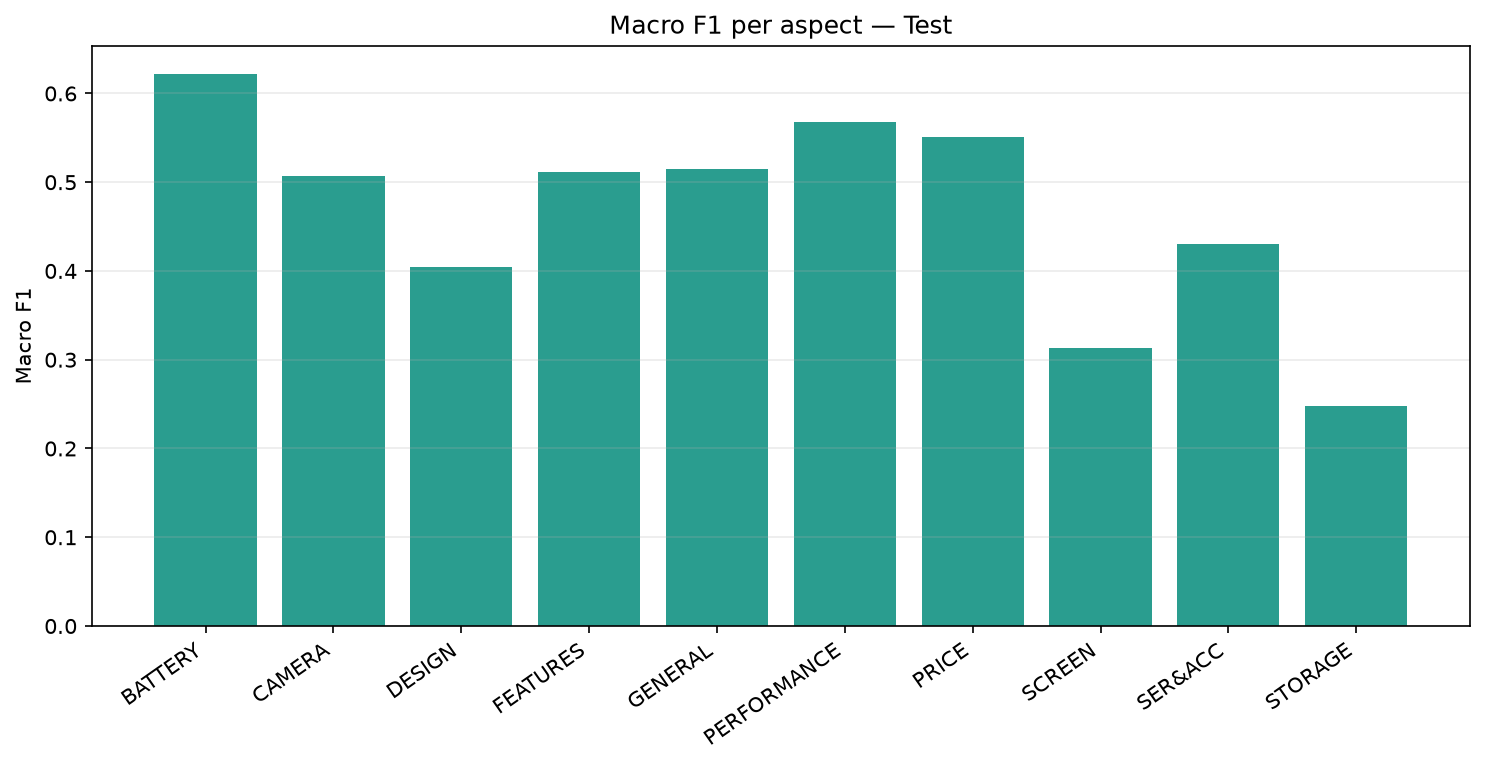 Macro F1 per aspect — Test
Macro F1
0.6
0.5
0.4
0.3
0.2
0.1
0.0
BATTERY
CAMERA
DESIGN
FEATURES
GENERAL
PERFORMANCE
PRICE
SCREEN
SER&ACC
STORAGE